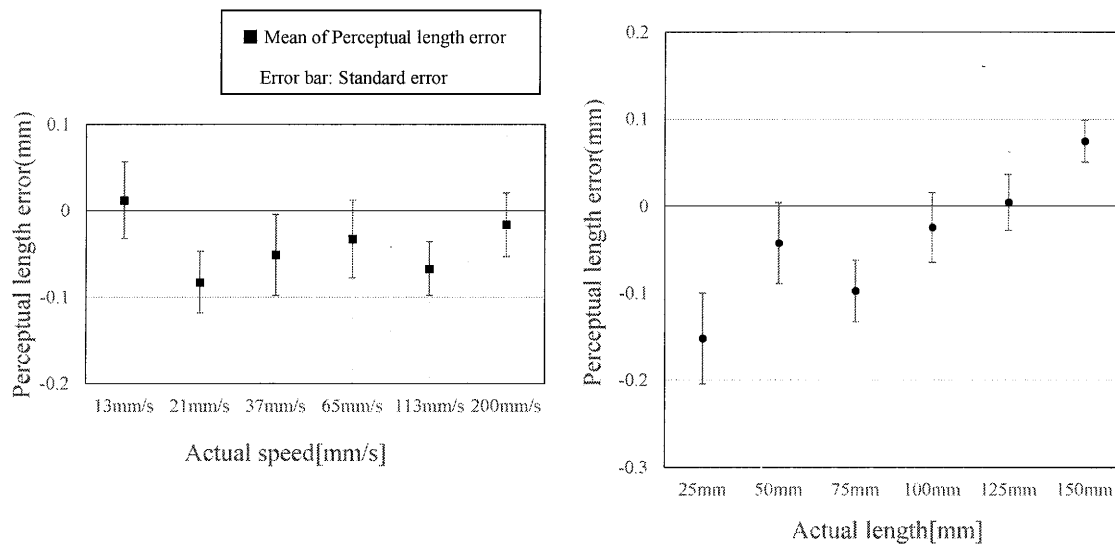 Mean of Perceptual length error
Error bar: Standard error
Perceptual length error(mm)
0.1
0
-0.1
-0.2
13mm/s 21mm/s 37mm/s 65mm/s 113mm/s 200mm/s
Actual speed[mm/s]
Perceptual length error(mm)
0.2
0.1
0
-0.1
-0.2
-0.3
25mm 50mm 75mm 100mm 125mm 150mm
Actual length[mm]